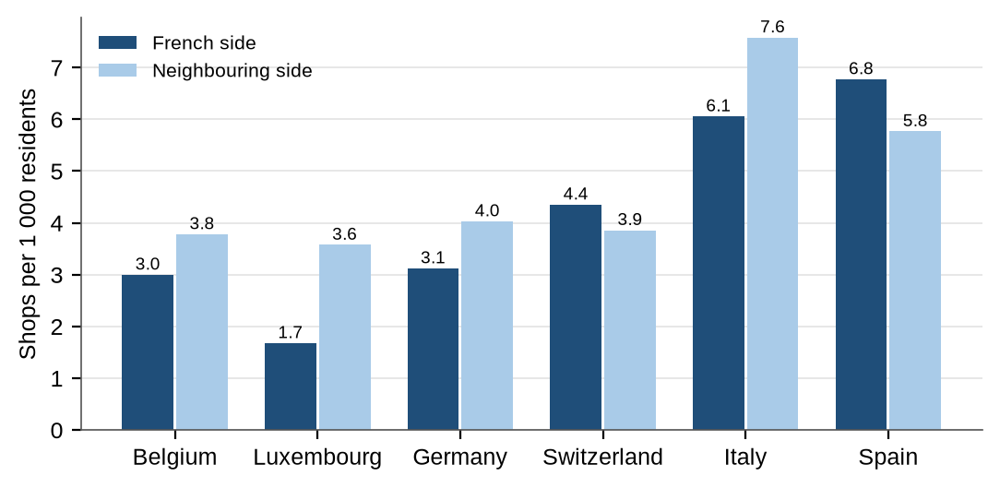 French side
Neighbouring side
Shops per 1 000 residents
7
6
5
4
3
2
1
0
3.0
3.8
1.7
3.6
3.1
4.0
4.4
3.9
6.1
7.6
6.8
5.8
Belgium
Luxembourg
Germany
Switzerland
Italy
Spain